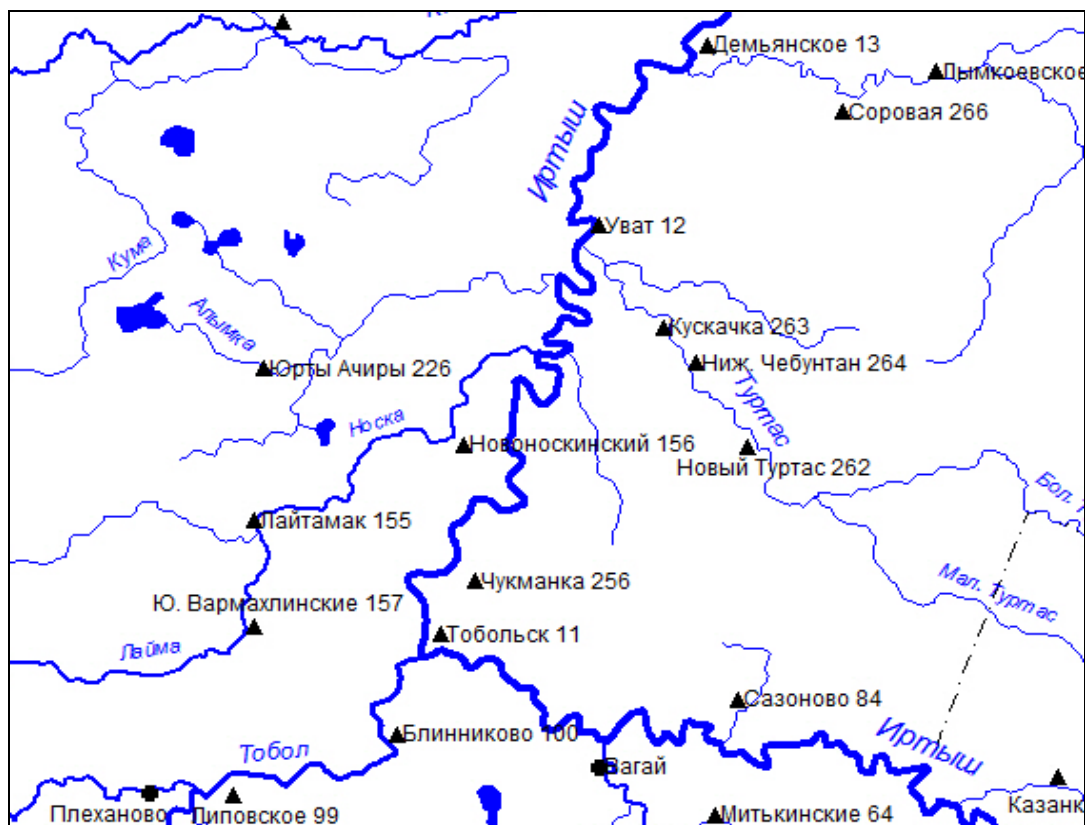 Демьянское 13
Дымкоевское
Соровая 266
Иртыш
Уват 12
Кума
Алымка
Кускачка 263
Юрты Ачиры 226
Ниж. Чебунтан 264
Туртас
Носка
Новоноскинский 156
Новый Туртас 262
Бол.
Лайтамак 155
Чукманка 256
Мал. Туртас
Ю. Вармахлинские 157
Тобольск 11
Лайма
Сазоново 84
Блинниково 100
Иртыш
Тобол
Вагай
Плеханово
Липовское 99
Митькинские 64
Казанк